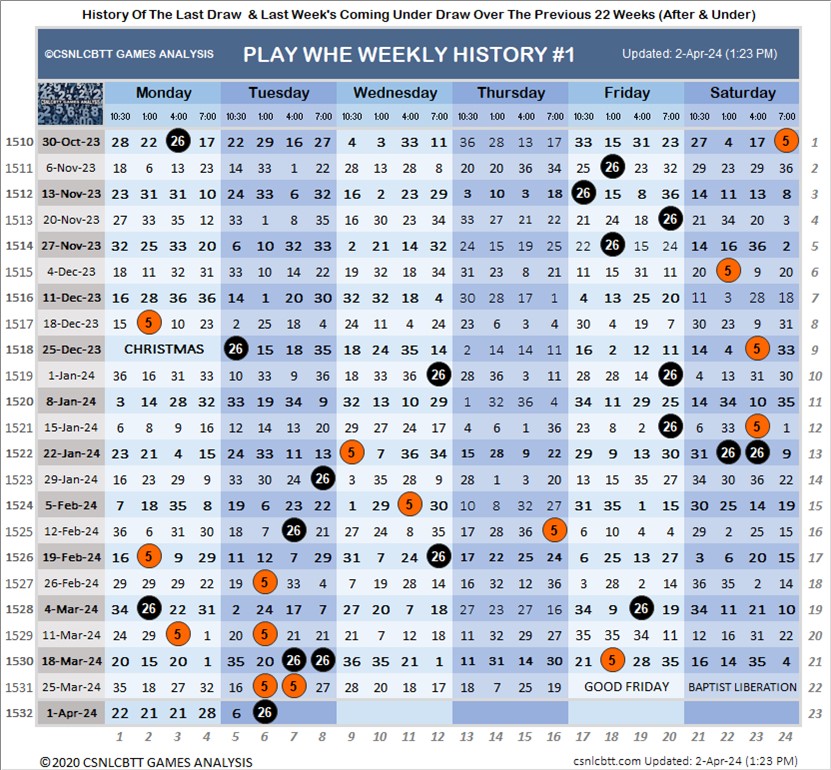 History Of The Last Draw & Last Week's Coming Under Draw Over The Previous 22 Weeks (After & Under)
©CSNLCBTT GAMES ANALYSIS PLAY WHE WEEKLY HISTORY #1 Updated: 2-Apr-24 (1:23 PM)
CSNLCBTT GAMES ANALYSIS Monday Tuesday Wednesday Thursday Friday Saturday
10:30 1:00 4:00 7:00 10:30 1:00 4:00 7:00 10:30 1:00 4:00 7:00 10:30 1:00 4:00 7:00 10:30 1:00 4:00 7:00 10:30 1:00 4:00 7:00
1510 30-Oct-23 28 22 26 17 22 29 16 27 4 3 33 11 36 28 13 17 33 15 31 23 27 4 17 5 1
1511 6-Nov-23 18 6 13 23 14 33 1 22 28 13 28 8 20 20 36 34 25 26 23 32 29 23 29 36 2
1512 13-Nov-23 23 31 31 10 24 33 6 32 16 2 23 29 3 10 3 18 26 15 8 36 14 11 13 8 3
1513 20-Nov-23 27 33 35 12 33 1 8 35 16 30 23 34 33 27 21 22 21 24 18 26 21 34 20 3 4
1514 27-Nov-23 32 25 33 20 6 10 32 33 2 21 14 32 24 15 19 25 22 26 15 24 14 16 36 2 5
1515 4-Dec-23 18 11 32 31 33 10 14 22 19 32 18 34 31 23 8 21 11 15 31 11 20 5 9 20 6
1516 11-Dec-23 16 28 36 36 14 1 20 30 32 32 18 4 30 28 17 1 4 13 25 20 11 3 28 18 7
1517 18-Dec-23 15 5 10 23 2 25 18 4 24 11 4 24 23 6 3 4 30 4 19 7 30 23 9 31 8
1518 25-Dec-23 CHRISTMAS 26 15 18 35 18 24 35 14 2 14 14 11 16 2 12 11 14 4 5 33 9
1519 1-Jan-24 36 16 31 33 10 33 9 36 18 33 36 26 28 36 3 11 28 28 14 26 4 13 31 30 10
1520 8-Jan-24 3 14 28 32 33 19 34 9 32 13 10 29 1 32 36 4 34 11 29 25 14 34 10 35 11
1521 15-Jan-24 6 8 9 16 12 14 13 20 29 27 24 17 4 6 1 36 23 8 2 26 6 33 5 1 12
1522 22-Jan-24 23 21 4 15 24 33 11 13 5 7 36 34 15 28 9 22 29 9 13 30 31 26 26 9 13
1523 29-Jan-24 16 23 29 9 33 30 24 26 3 35 28 9 28 1 3 20 13 15 14 35 34 30 36 22 14
1524 5-Feb-24 7 18 35 8 19 6 23 22 1 29 5 30 10 8 32 27 31 35 1 15 30 25 14 19 15
1525 12-Feb-24 36 6 31 30 18 7 26 21 27 24 8 35 17 28 36 5 6 10 4 4 29 2 25 15 16
1526 19-Feb-24 16 5 9 29 11 12 7 29 31 7 24 26 17 22 25 24 6 25 13 27 3 6 20 15 17
1527 26-Feb-24 29 29 29 22 19 5 33 4 7 19 28 14 16 32 12 36 3 28 2 14 36 35 2 14 18
1528 4-Mar-24 34 26 22 31 2 24 17 7 27 20 7 18 27 23 27 16 34 9 26 19 34 11 21 10 19
1529 11-Mar-24 24 29 5 1 20 5 21 21 21 7 12 18 11 32 29 27 35 35 34 11 12 16 31 22 20
1530 18-Mar-24 20 15 20 1 35 20 26 26 36 35 21 1 11 31 14 30 21 5 28 35 16 14 35 4 21
1531 25-Mar-24 35 18 27 32 16 5 5 27 28 20 18 17 18 7 25 19 GOOD FRIDAY BAPTIST LIBERATION 22
1532 1-Apr-24 22 21 21 28 6 26 23
1 2 3 4 5 6 7 8 9 10 11 12 13 14 15 16 17 18 19 20 21 22 23 24
©2020 CSNLCBTT GAMES ANALYSIS csnlcbtt.com Updated: 2-Apr-24 (1:23 PM)